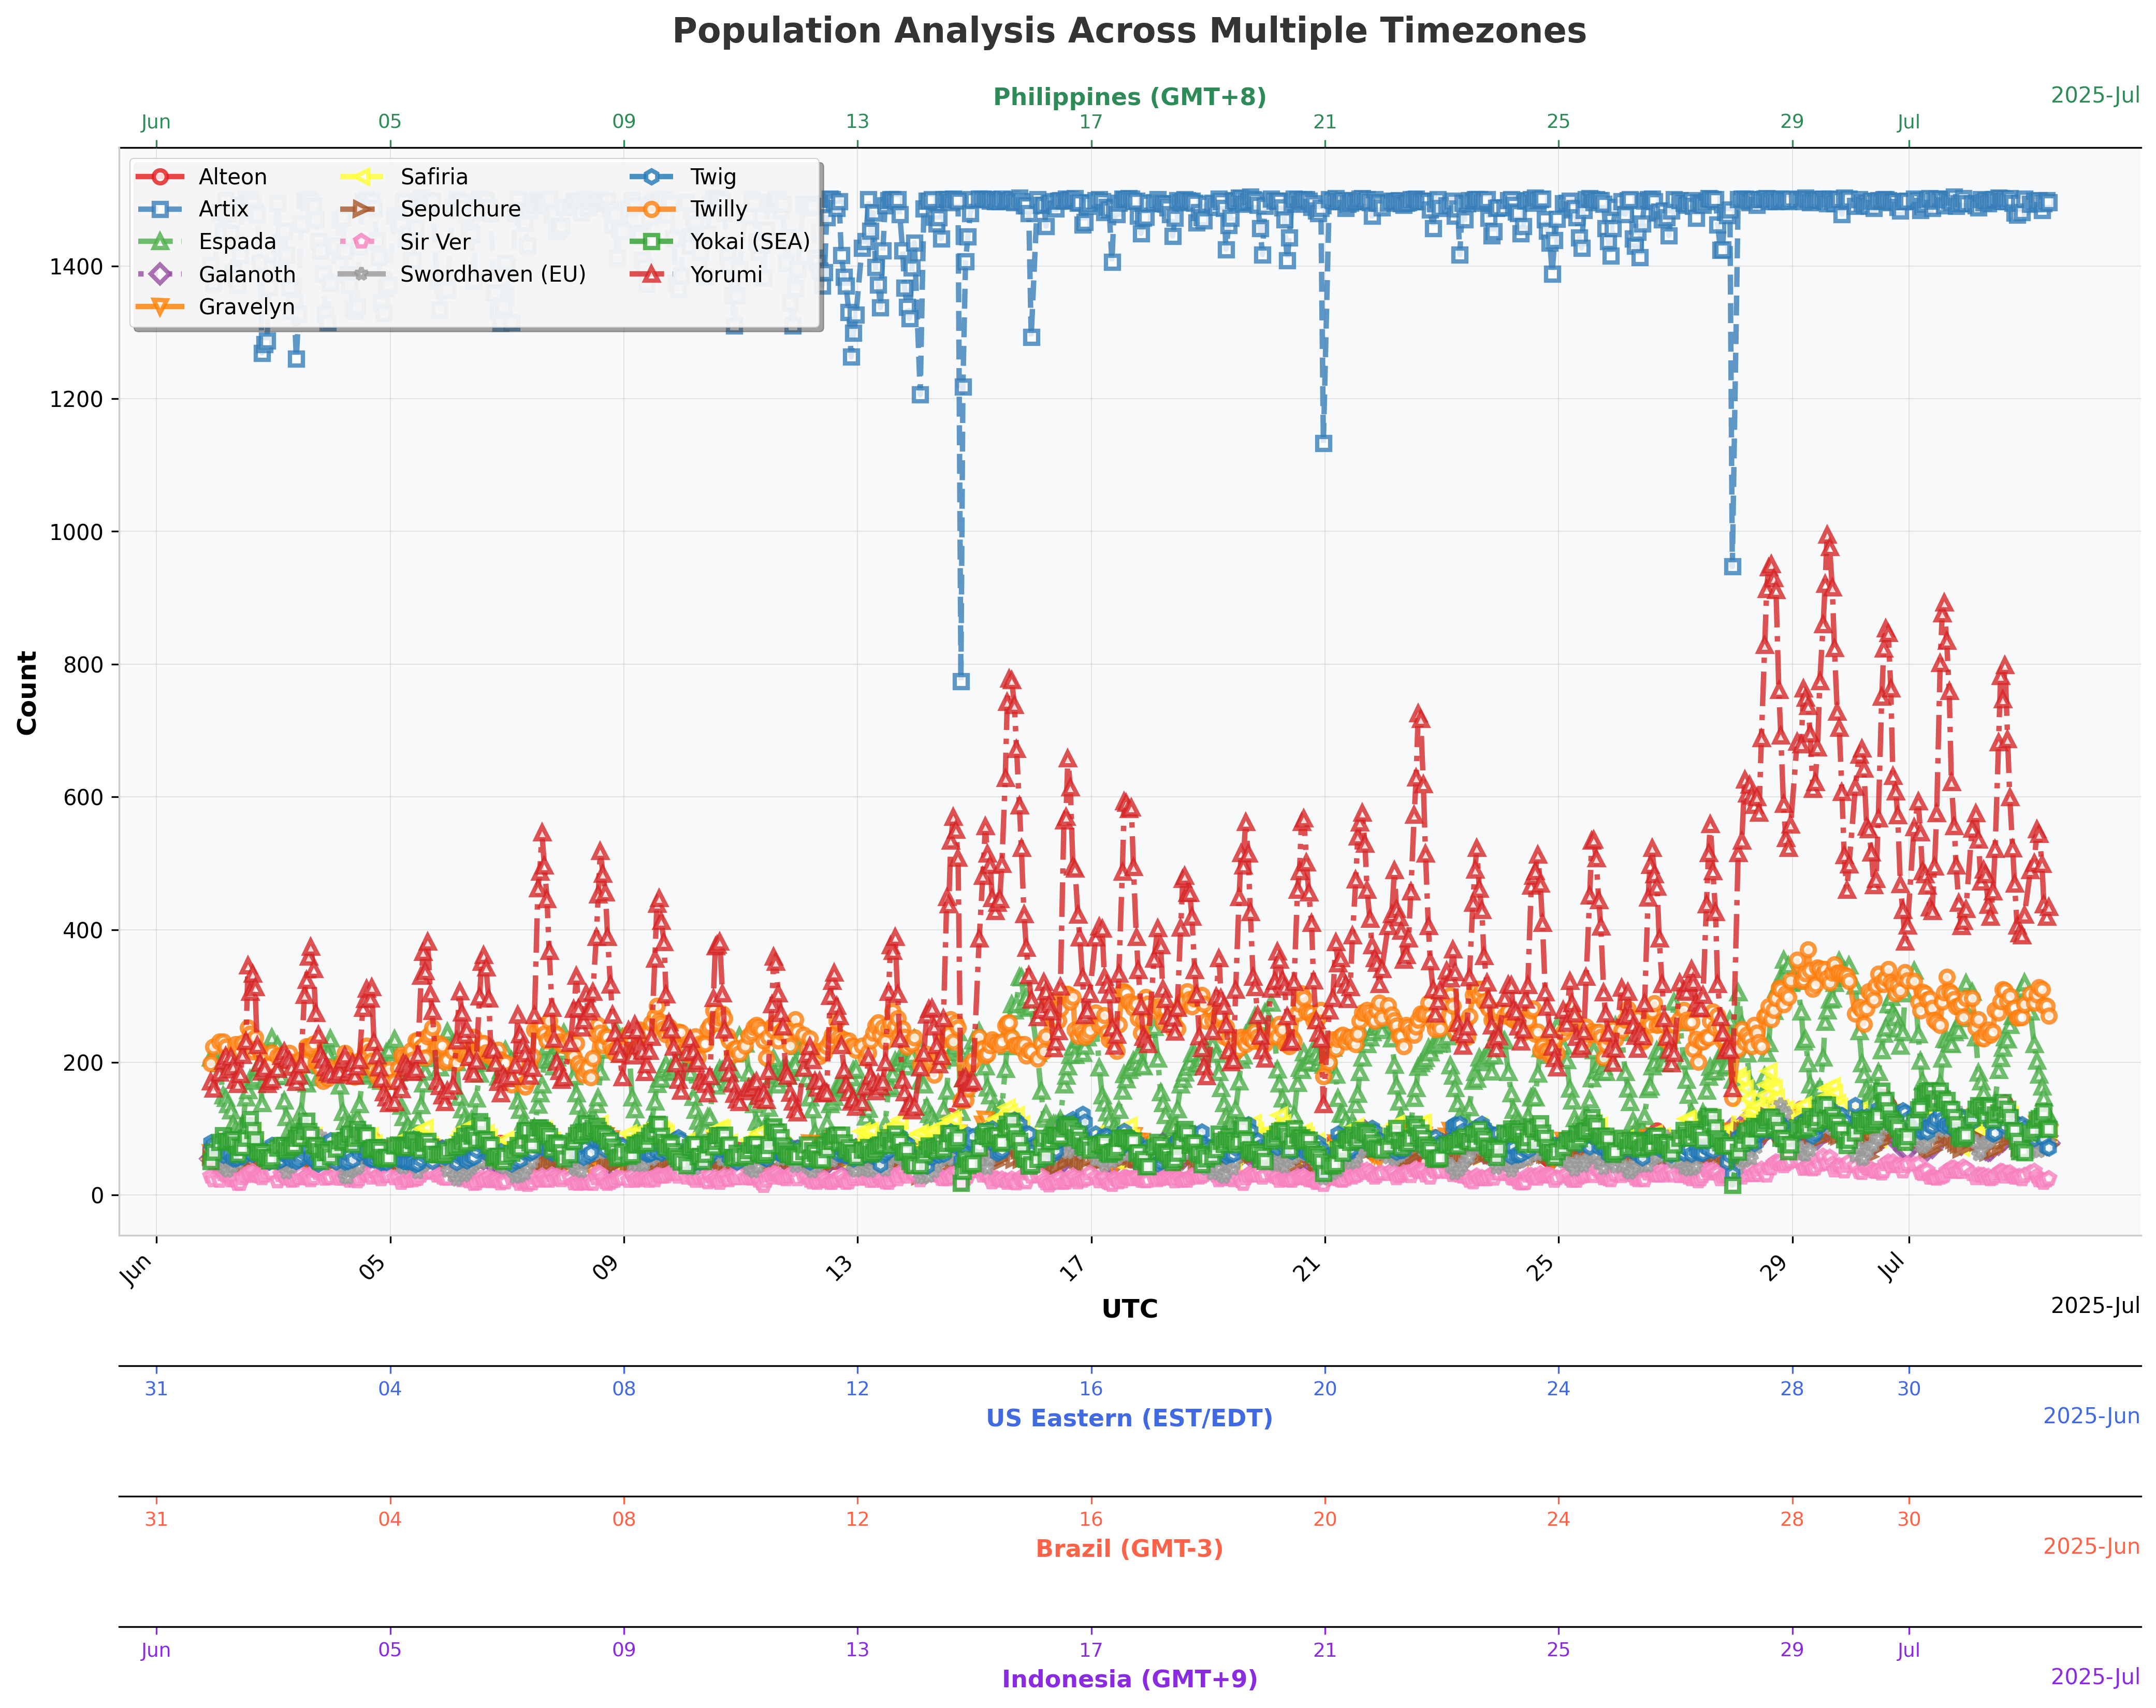 Population Analysis Across Multiple Timezones
Philippines (GMT+8)
2025-Jul
Jun 05 09 13 17 21 25 29 Jul
Alteon Safiria Twig
Artix Sepulchure Twilly
Espada Sir Ver Yokai (SEA)
Galanoth Swordhaven (EU) Yorumi
Gravelyn
1400
1200
1000
800
600
400
200
0
Count
Jun 05 09 13 17 21 25 29 Jul
UTC
2025-Jul
31 04 08 12 16 20 24 28 30
US Eastern (EST/EDT)
2025-Jun
31 04 08 12 16 20 24 28 30
Brazil (GMT-3)
2025-Jun
Jun 05 09 13 17 21 25 29 Jul
Indonesia (GMT+9)
2025-Jul